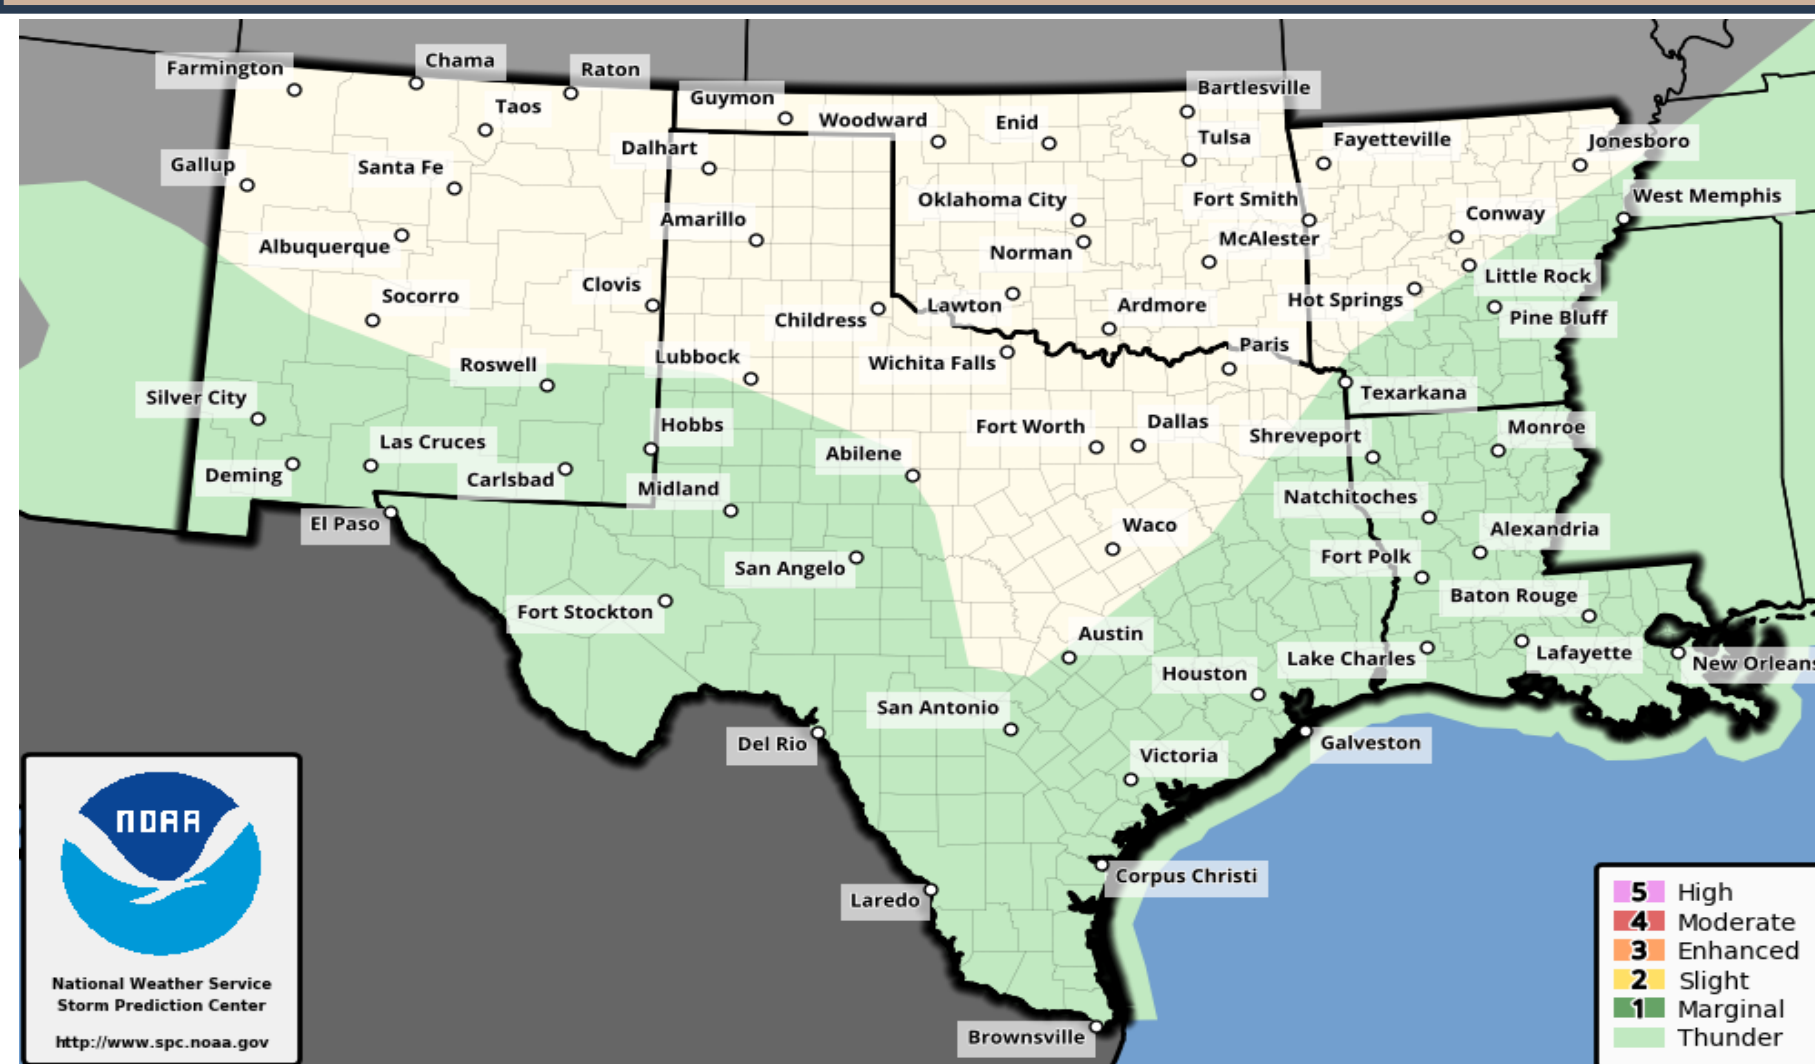 Farmington
Chama
Raton
Taos
Guymon
Woodward
Enid
Bartlesville
Tulsa
Fayetteville
Jonesboro
Gallup
Santa Fe
Dalhart
Oklahoma City
Fort Smith
West Memphis
Albuquerque
Amarillo
Norman
McAlester
Conway
Socorro
Clovis
Childress
Lawton
Ardmore
Hot Springs
Little Rock
Pine Bluff
Roswell
Lubbock
Wichita Falls
Paris
Silver City
Hobbs
Texarkana
Las Cruces
Abilene
Fort Worth
Dallas
Shreveport
Monroe
Deming
Carlsbad
Midland
Natchitoches
El Paso
Waco
Alexandria
San Angelo
Fort Polk
Fort Stockton
Baton Rouge
Austin
Lake Charles
Lafayette
New Orleans
Houston
San Antonio
Del Rio
Galveston
Victoria
Corpus Christi
Laredo
Brownsville
NOAA
National Weather Service
Storm Prediction Center
http://www.spc.noaa.gov
5 High
4 Moderate
3 Enhanced
2 Slight
1 Marginal
Thunder